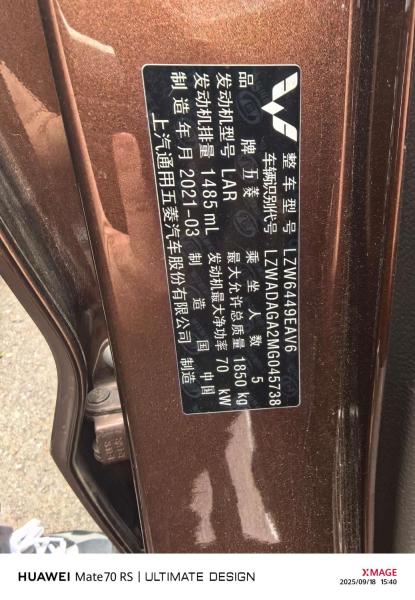 整车型号 LZW6449EAV6
车辆识别代号 LZWADAGA2MG045738
品牌 五菱 乘坐人数 5
发动机型号 LAR 最大允许总质量 1850 kg
发动机排量 1485 mL 发动机最大净功率 70 kW
制造年月 2021-03 制造国 中国
上汽通用五菱汽车股份有限公司 制造
HUAWEI Mate70 RS | ULTIMATE DESIGN
XMAGE
2025/09/18 15:40